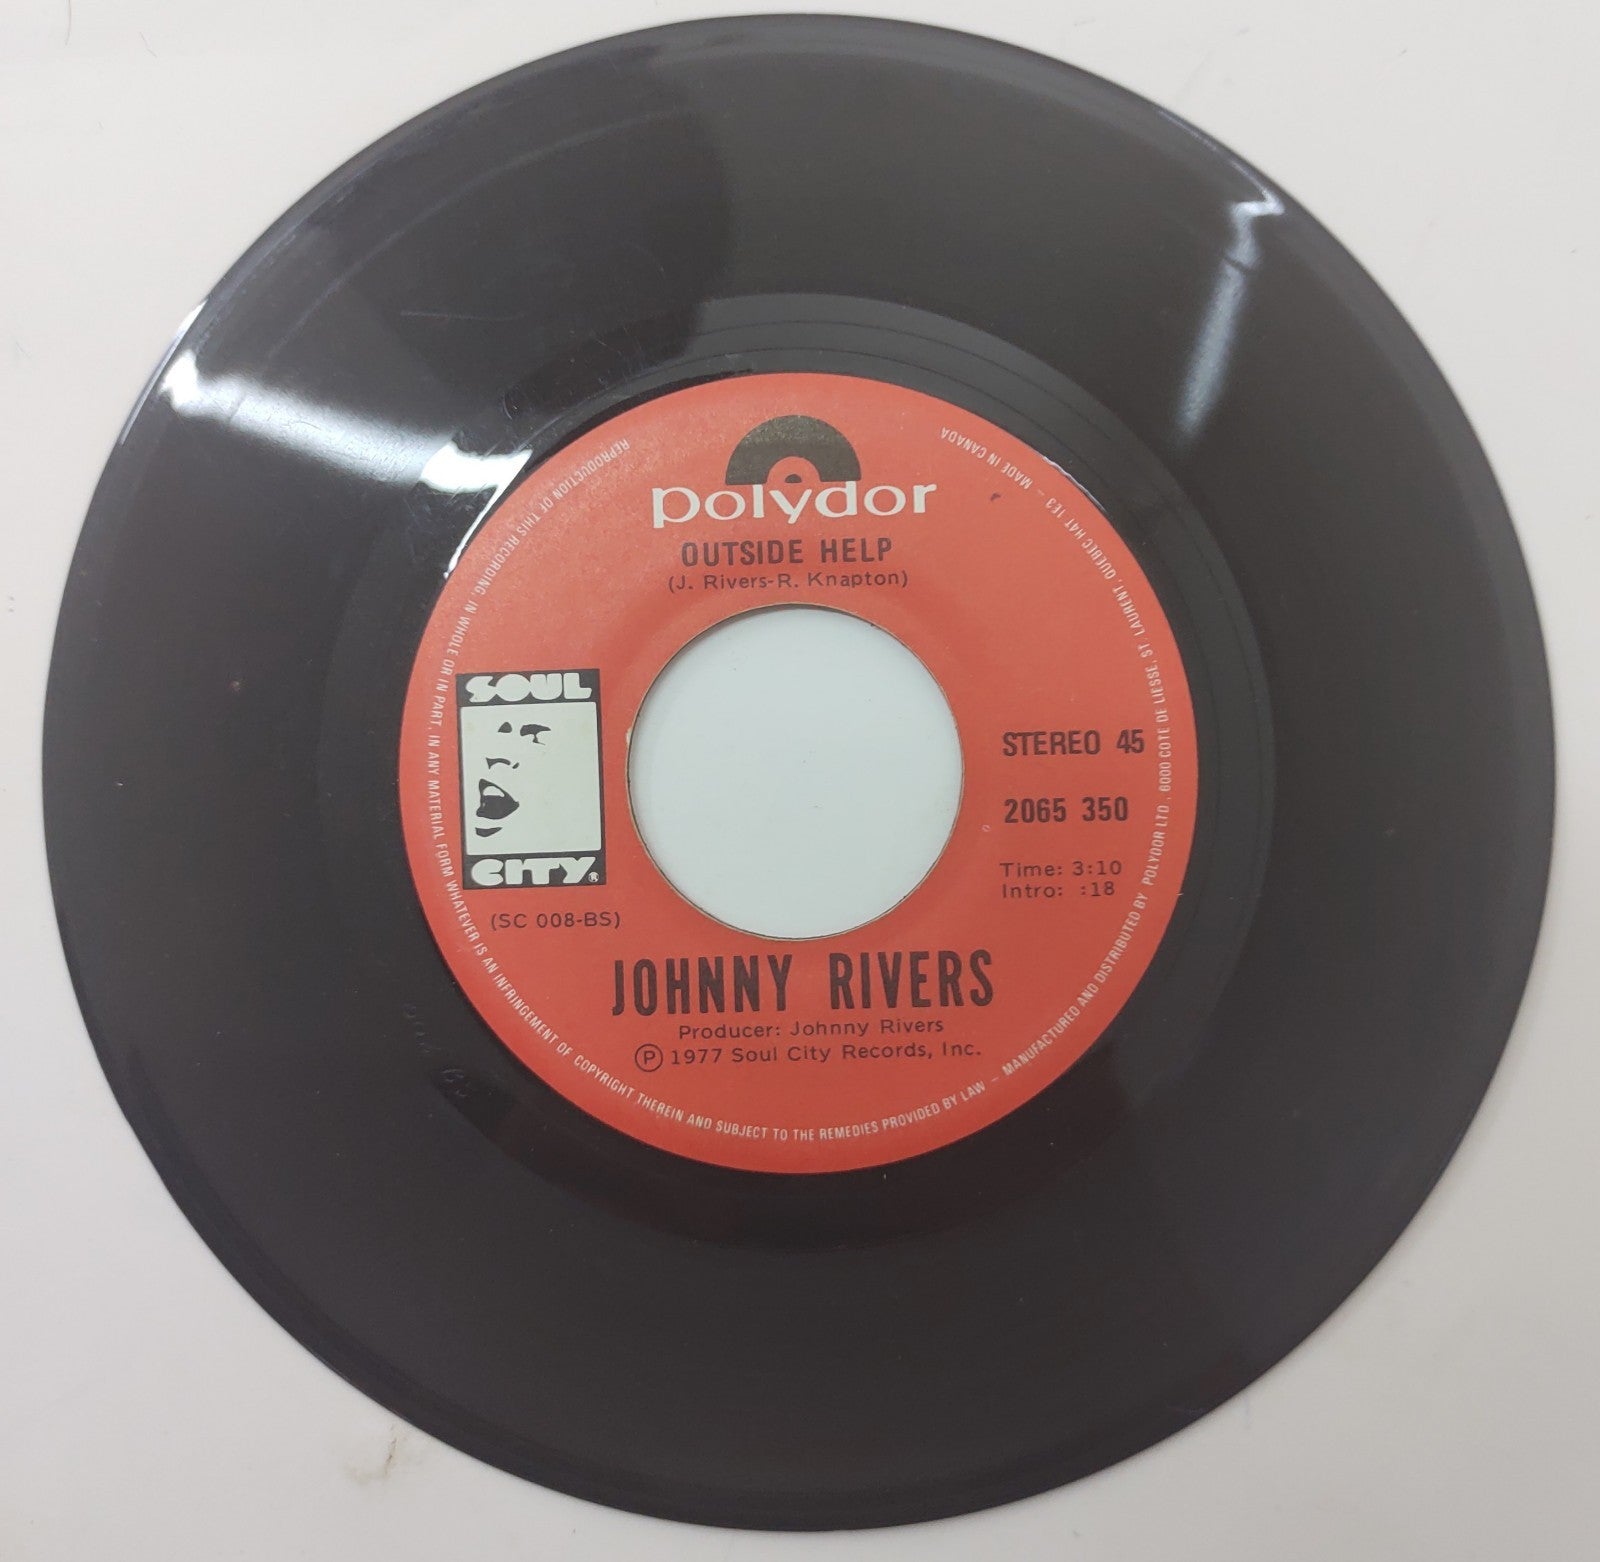 polydor
OUTSIDE HELP
(J. Rivers-R. Knapton)
SOUL
CITY®
(SC 008-BS)
STEREO 45
2065 350
Time: 3:10
Intro: :18
JOHNNY RIVERS
Producer: Johnny Rivers
Ⓟ 1977 Soul City Records, Inc.
REPRODUCTION OF THIS RECORDING, IN WHOLE OR IN PART, IN ANY MATERIAL FORM WHATEVER IS AN INFRINGEMENT OF COPYRIGHT THEREIN AND SUBJECT TO THE REMEDIES PROVIDED BY LAW – MANUFACTURED AND DISTRIBUTED BY POLYDOR LTD., 6000 COTE DE LIESSE, ST. LAURENT, QUEBEC H4T 1E3 – MADE IN CANADA